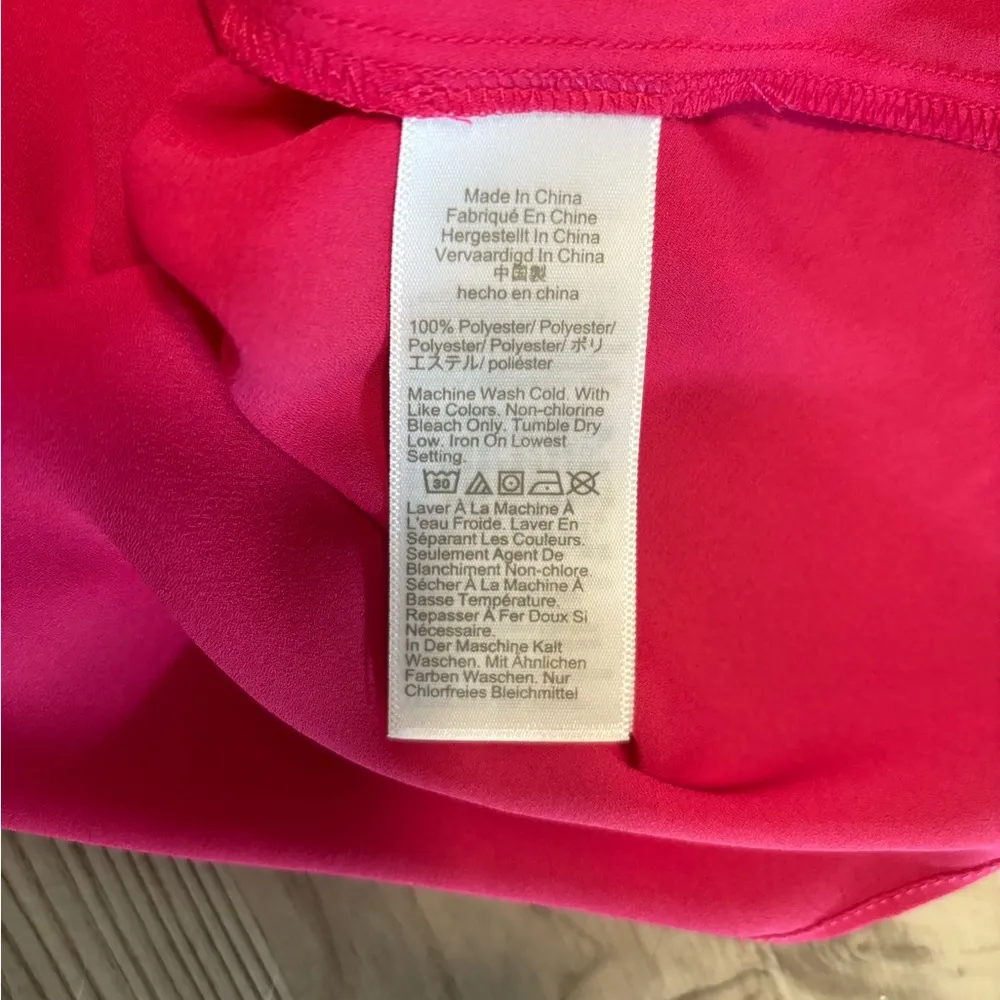 Made In China
Fabriqué En Chine
Hergestellt In China
Vervaardigd In China
中国製
hecho en china
100% Polyester/ Polyester/
Polyester/ Polyester/ ポリ
エステル/ poliéster
Machine Wash Cold. With
Like Colors. Non-chlorine
Bleach Only. Tumble Dry
Low. Iron On Lowest
Setting.
30
Laver À La Machine À
L'eau Froide. Laver En
Séparant Les Couleurs.
Seulement Agent De
Blanchiment Non-chlore.
Sécher À La Machine À
Basse Température.
Repasser À Fer Doux Si
Nécessaire.
In Der Maschine Kalt
Waschen. Mit Ähnlichen
Farben Waschen. Nur
Chlorfreies Bleichmittel